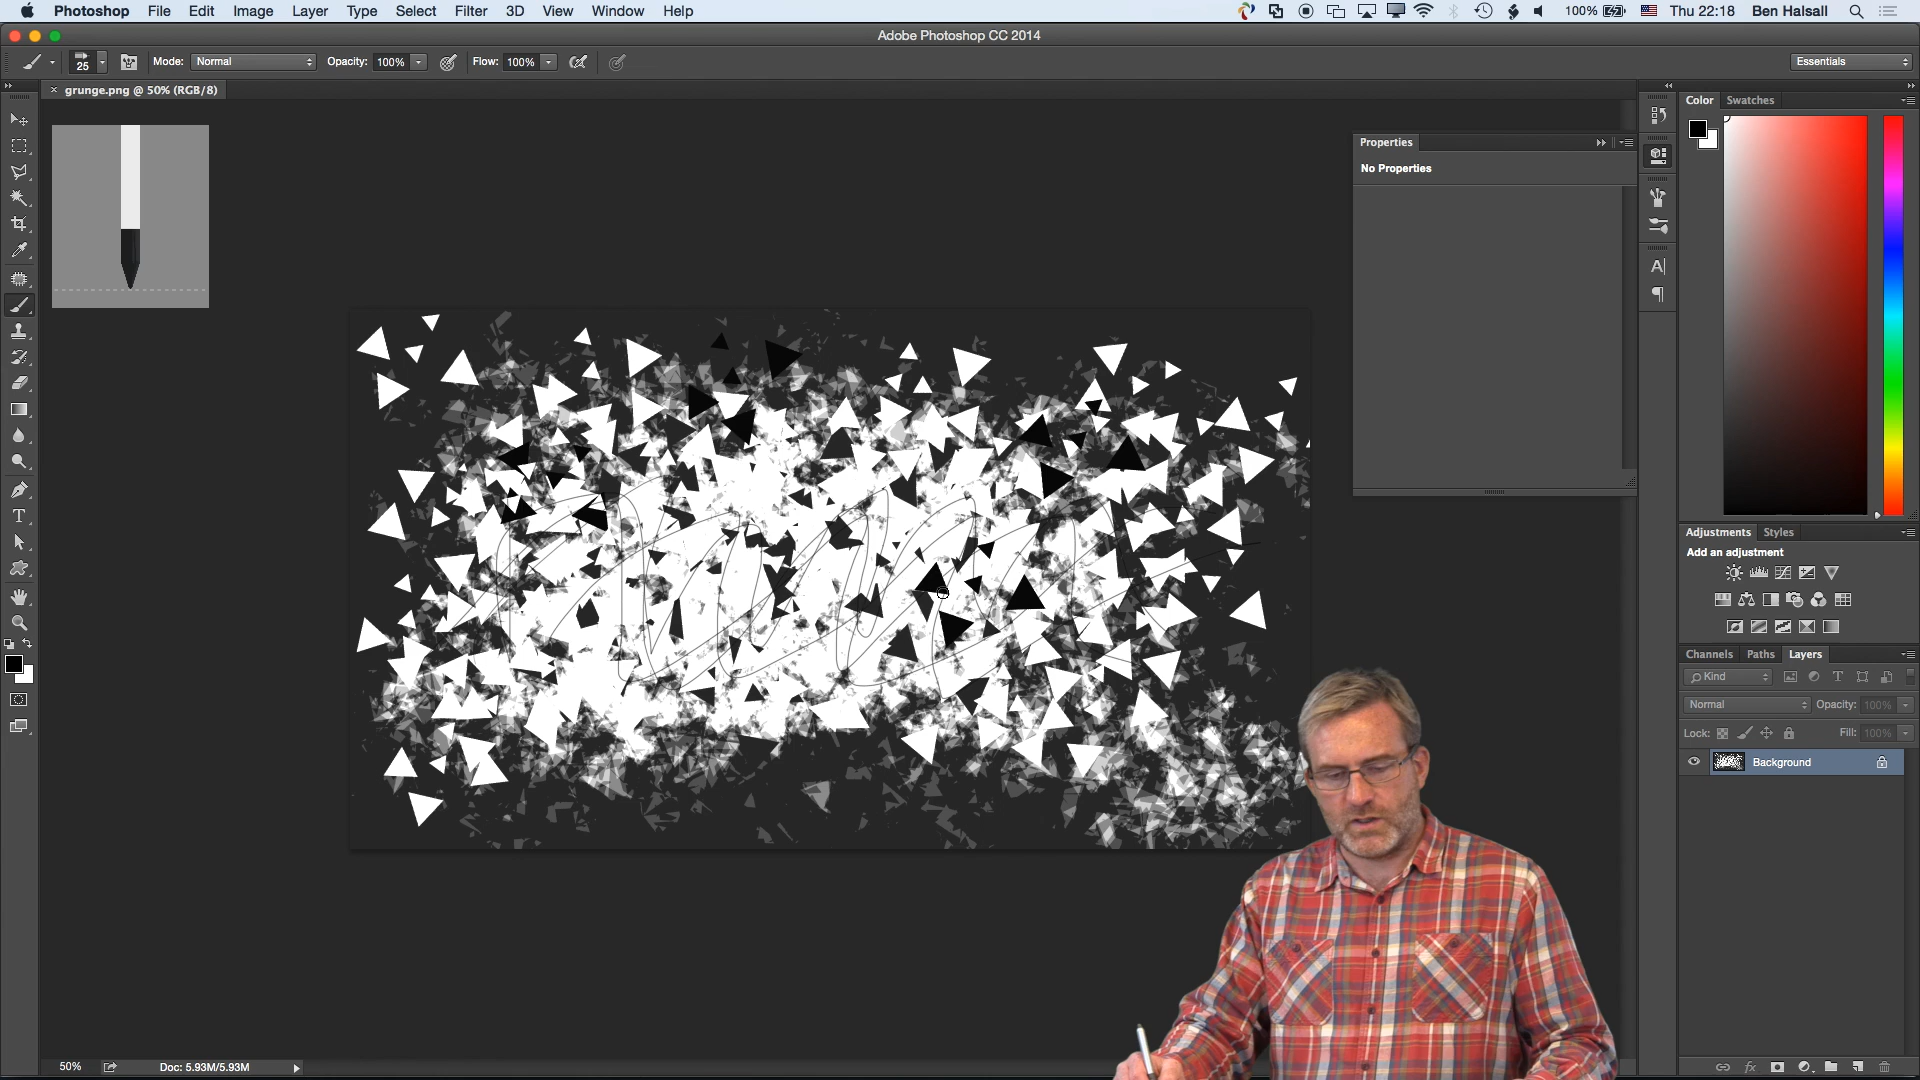 Photoshop File Edit Image Layer Type Select Filter 3D View Window Help 100% Thu 22:18 Ben Halsall
Adobe Photoshop CC 2014
25 Mode: Normal Opacity: 100% Flow: 100% Essentials
× grunge.png @ 50% (RGB/8)
Color Swatches
Properties
No Properties
Adjustments Styles
Add an adjustment
Channels Paths Layers
Kind
Normal Opacity: 100%
Lock: Fill: 100%
Background
50% Doc: 5.93M/5.93M